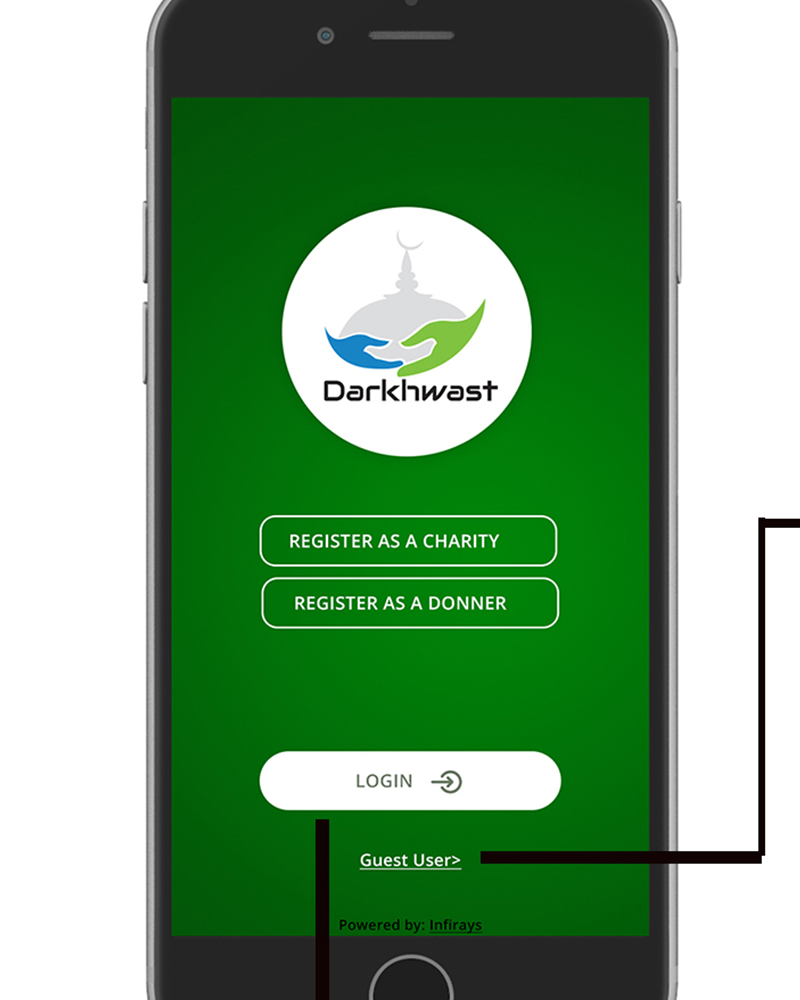 Darkhwast
REGISTER AS A CHARITY
REGISTER AS A DONNER
LOGIN
Guest User>
Powered by: Infirays